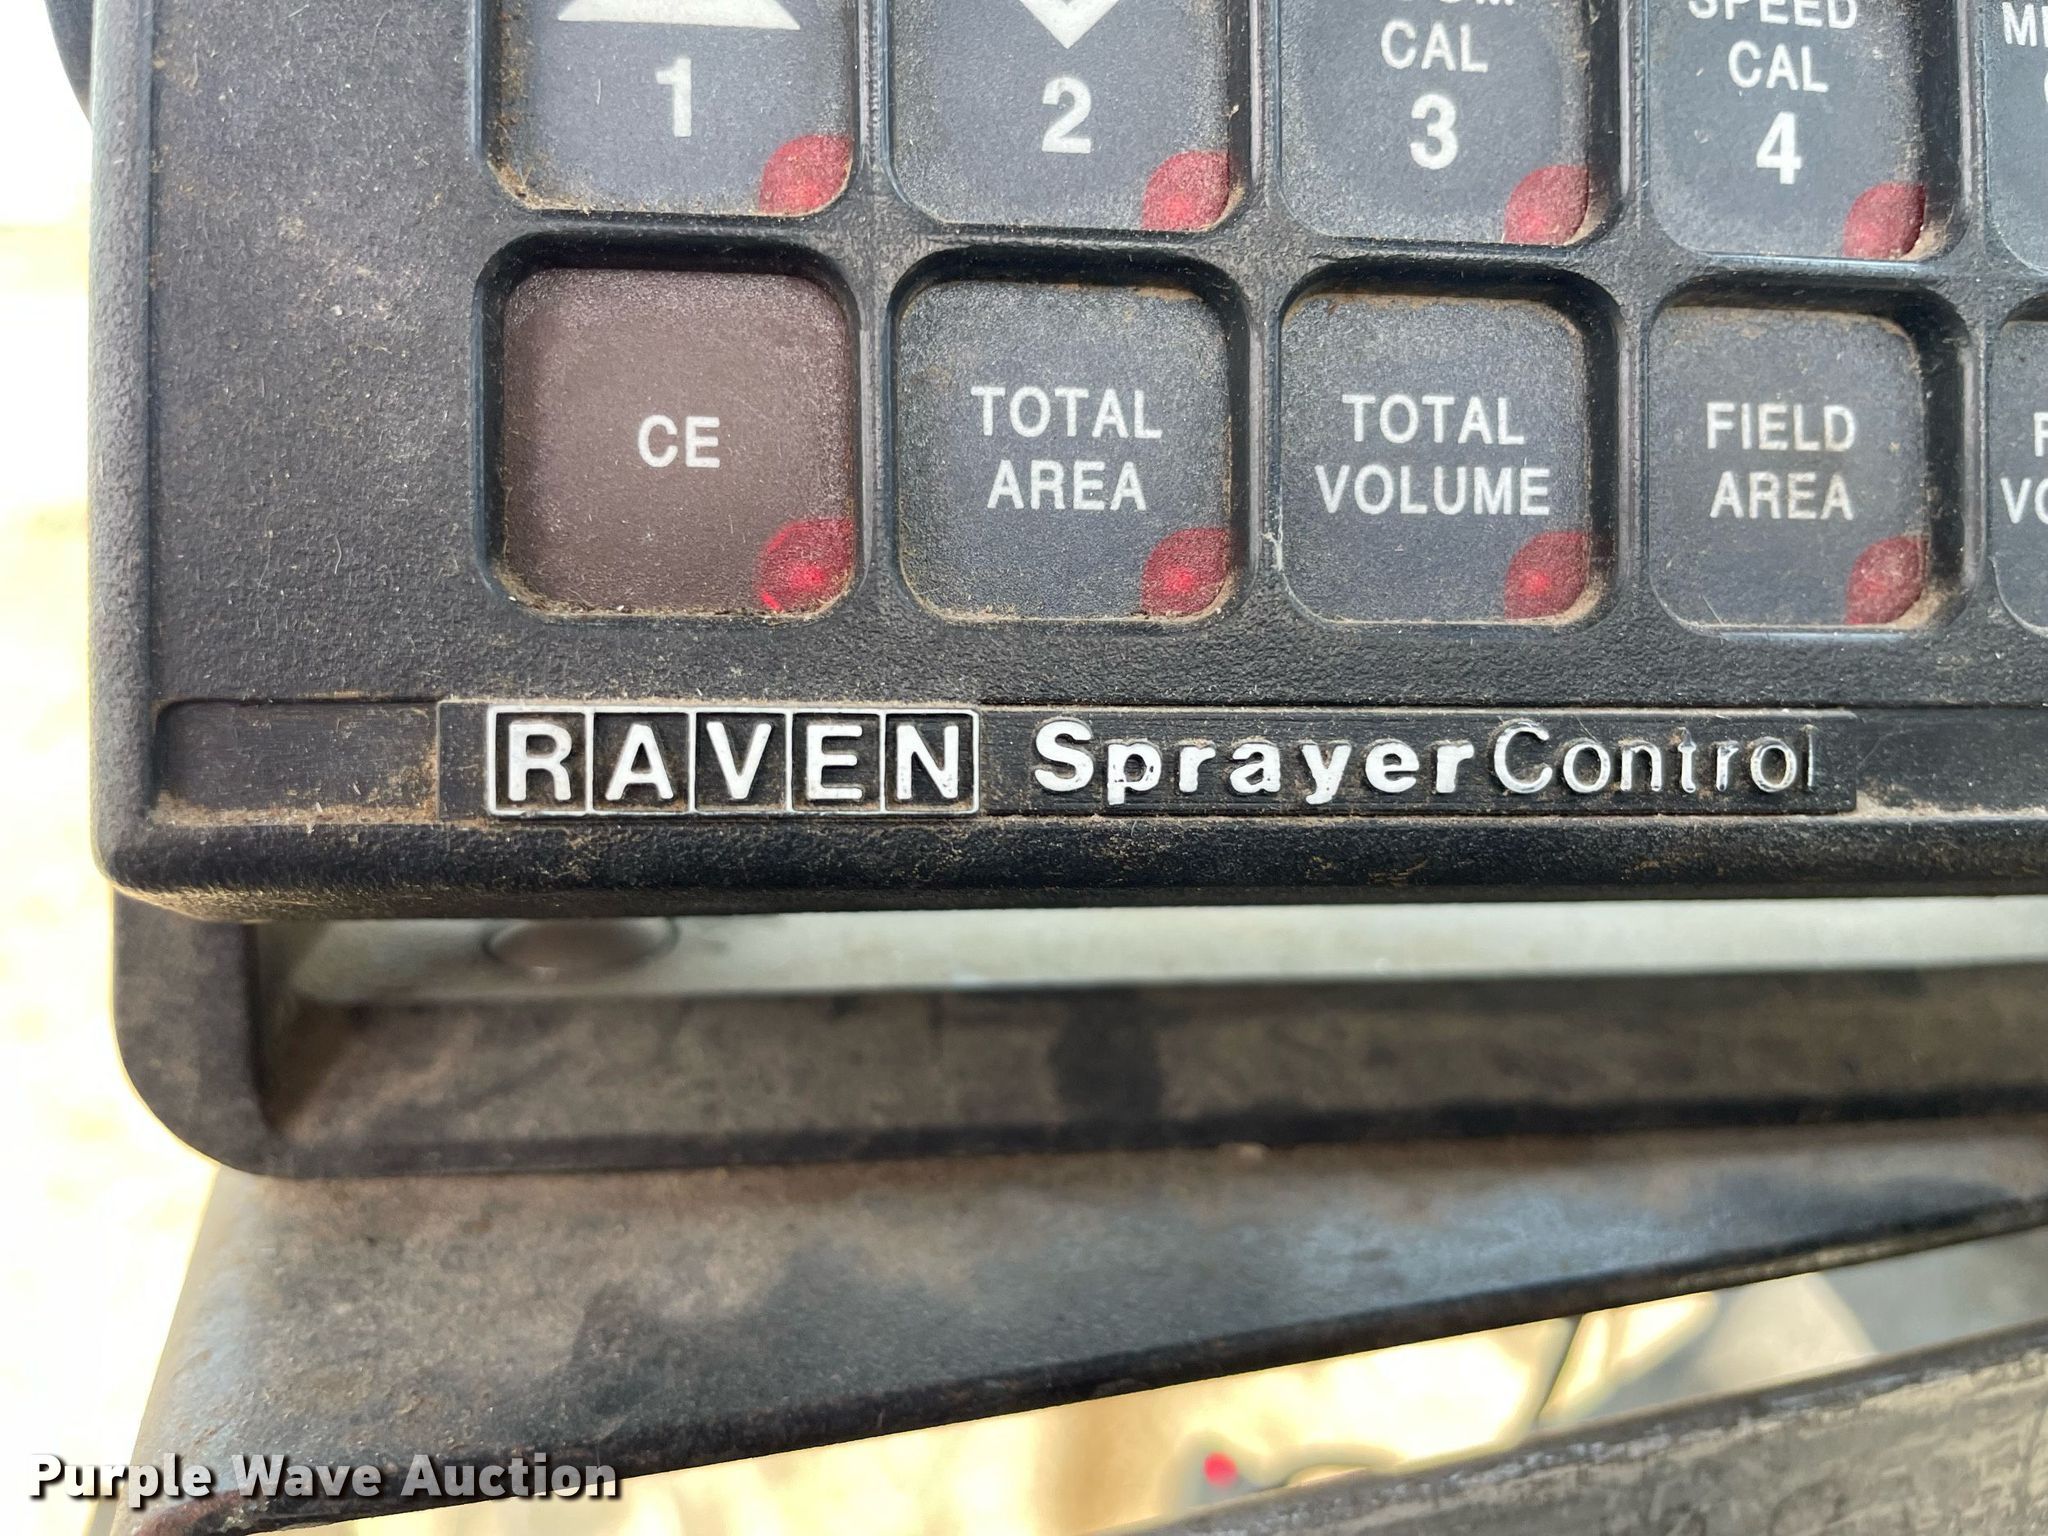 1
2
CAL
3
SPEED
CAL
4
CE
TOTAL
AREA
TOTAL
VOLUME
FIELD
AREA
RAVEN SprayerControl
Purple Wave Auction